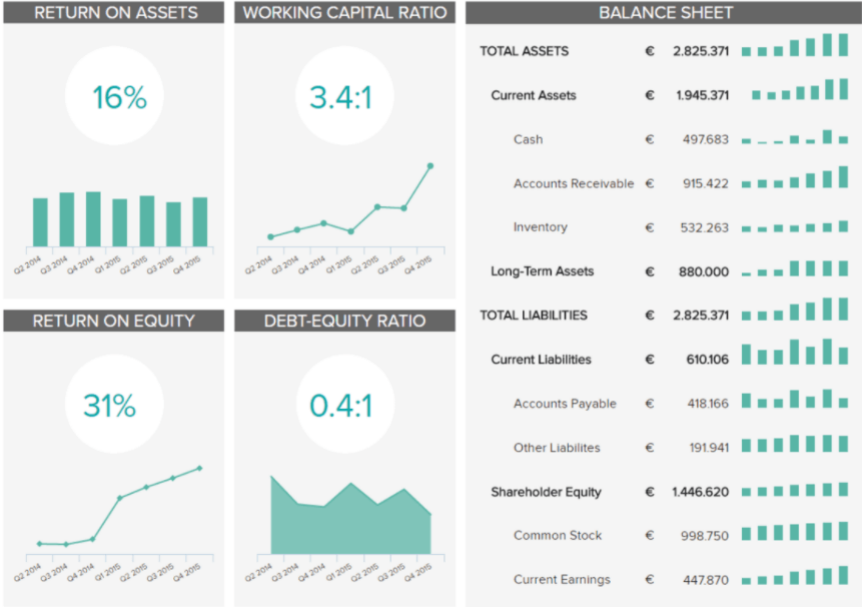 RETURN ON ASSETS
16%
Q2 2014 Q3 2014 Q4 2014 Q1 2015 Q2 2015 Q3 2015 Q4 2015
WORKING CAPITAL RATIO
3.4:1
Q2 2014 Q3 2014 Q4 2014 Q1 2015 Q2 2015 Q3 2015 Q4 2015
RETURN ON EQUITY
31%
Q2 2014 Q3 2014 Q4 2014 Q1 2015 Q2 2015 Q3 2015 Q4 2015
DEBT-EQUITY RATIO
0.4:1
Q2 2014 Q3 2014 Q4 2014 Q1 2015 Q2 2015 Q3 2015 Q4 2015
BALANCE SHEET
TOTAL ASSETS € 2.825.371
Current Assets € 1.945.371
Cash € 497.683
Accounts Receivable € 915.422
Inventory € 532.263
Long-Term Assets € 880.000
TOTAL LIABILITIES € 2.825.371
Current Liabilities € 610.106
Accounts Payable € 418.166
Other Liabilites € 191.941
Shareholder Equity € 1.446.620
Common Stock € 998.750
Current Earnings € 447.870